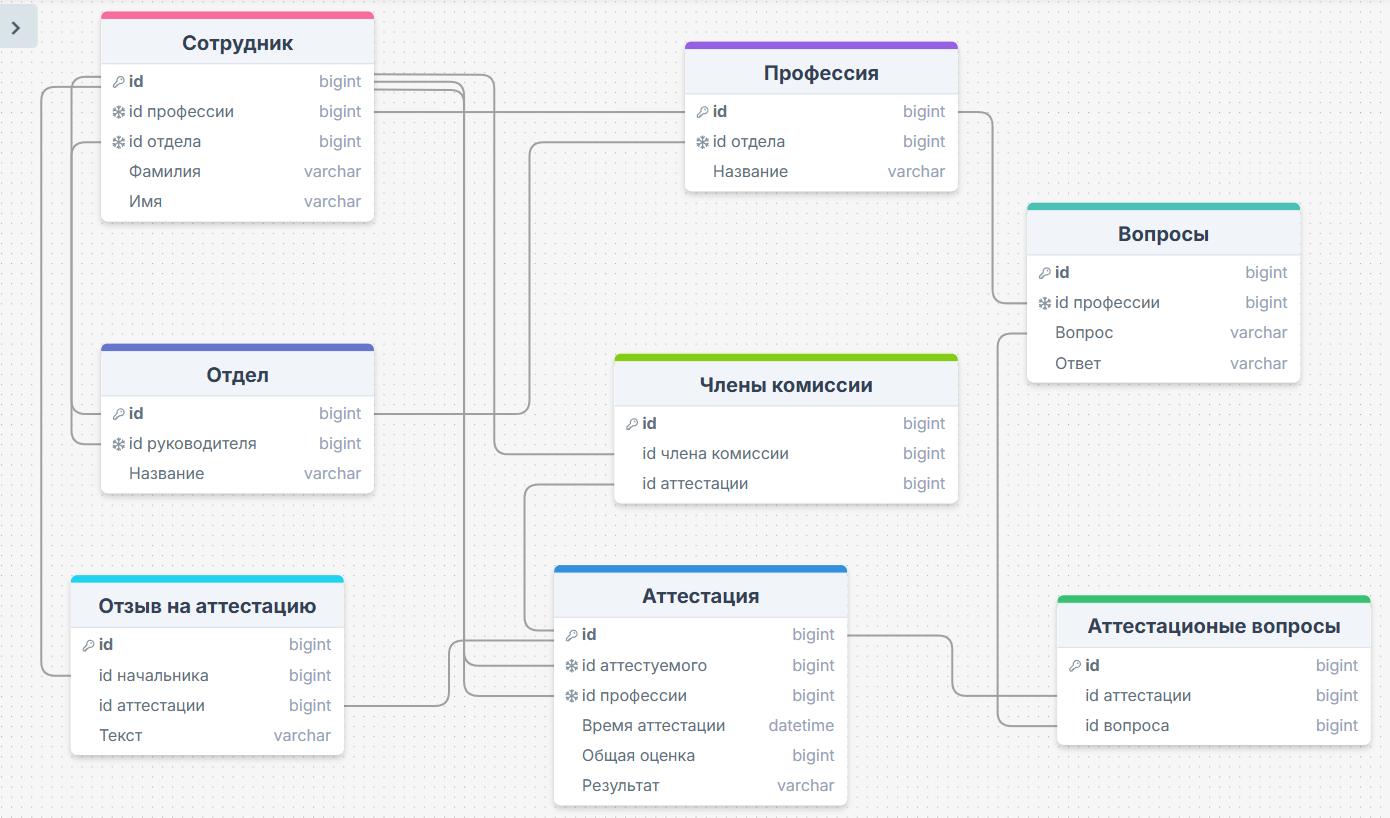 Сотрудник
id bigint
id профессии bigint
id отдела bigint
Фамилия varchar
Имя varchar
Профессия
id bigint
id отдела bigint
Название varchar
Вопросы
id bigint
id профессии bigint
Вопрос varchar
Ответ varchar
Отдел
id bigint
id руководителя bigint
Название varchar
Члены комиссии
id bigint
id члена комиссии bigint
id аттестации bigint
Отзыв на аттестацию
id bigint
id начальника bigint
id аттестации bigint
Текст varchar
Аттестация
id bigint
id аттестуемого bigint
id профессии bigint
Время аттестации datetime
Общая оценка bigint
Результат varchar
Аттестационые вопросы
id bigint
id аттестации bigint
id вопроса bigint